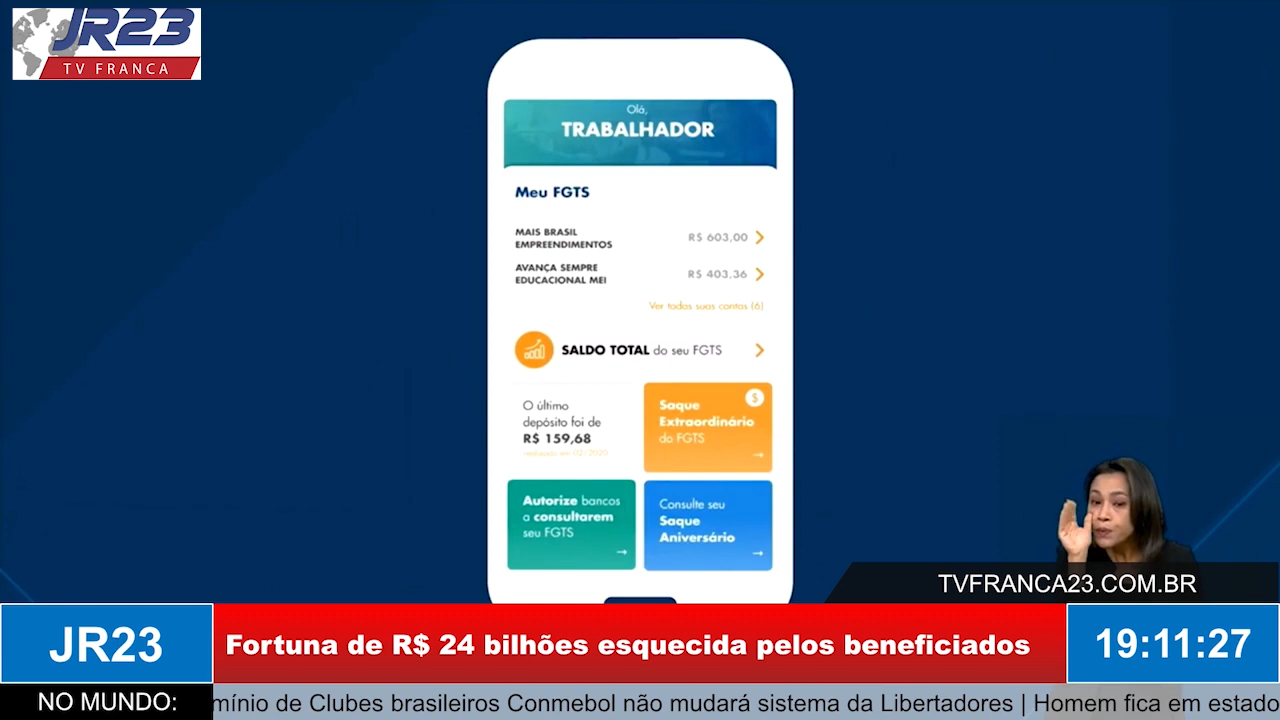 JR23
TV FRANCA
Olá,
TRABALHADOR
Meu FGTS
MAIS BRASIL
EMPREENDIMENTOS
R$ 603,00
AVANÇA SEMPRE
EDUCACIONAL MEI
R$ 403,36
Ver todas suas contas (6)
SALDO TOTAL do seu FGTS
O último
depósito foi de
R$ 159,68
realizado em 02/2020
Saque
Extraordinário
do FGTS
$
Autorize bancos
a consultarem
seu FGTS
Consulte seu
Saque
Aniversário
TVFRANCA23.COM.BR
JR23
Fortuna de R$ 24 bilhões esquecida pelos beneficiados
19:11:27
NO MUNDO:
mínio de Clubes brasileiros Conmebol não mudará sistema da Libertadores | Homem fica em estado